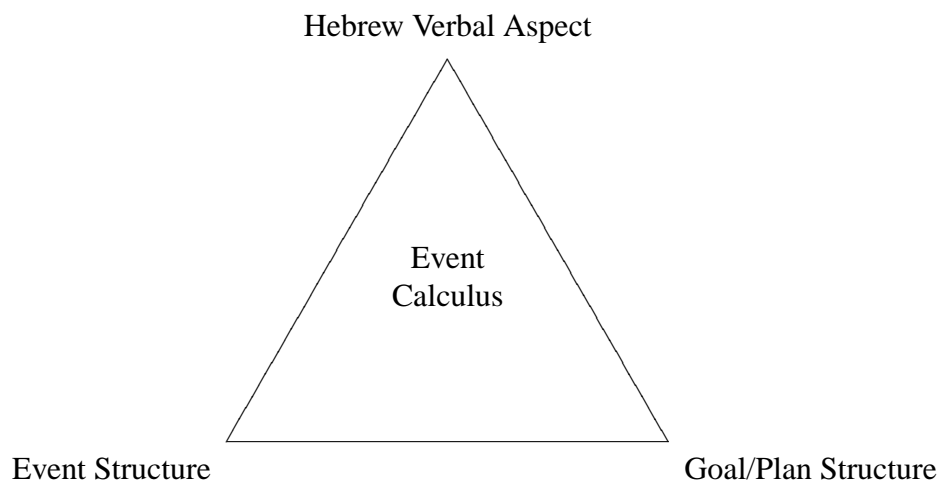 Hebrew Verbal Aspect
Event
Calculus
Event Structure
Goal/Plan Structure